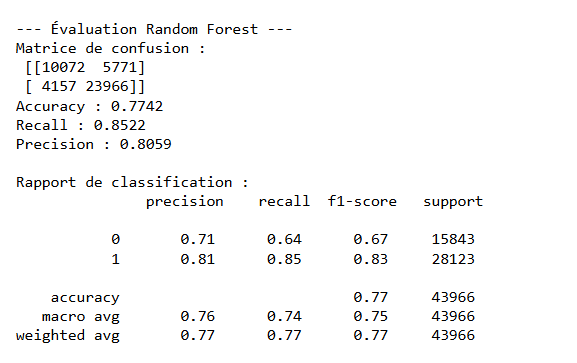 --- Évaluation Random Forest ---
Matrice de confusion :
[[10072 5771]
[ 4157 23966]]
Accuracy : 0.7742
Recall : 0.8522
Precision : 0.8059
Rapport de classification :
precision recall f1-score support
0 0.71 0.64 0.67 15843
1 0.81 0.85 0.83 28123
accuracy 0.77 43966
macro avg 0.76 0.74 0.75 43966
weighted avg 0.77 0.77 0.77 43966